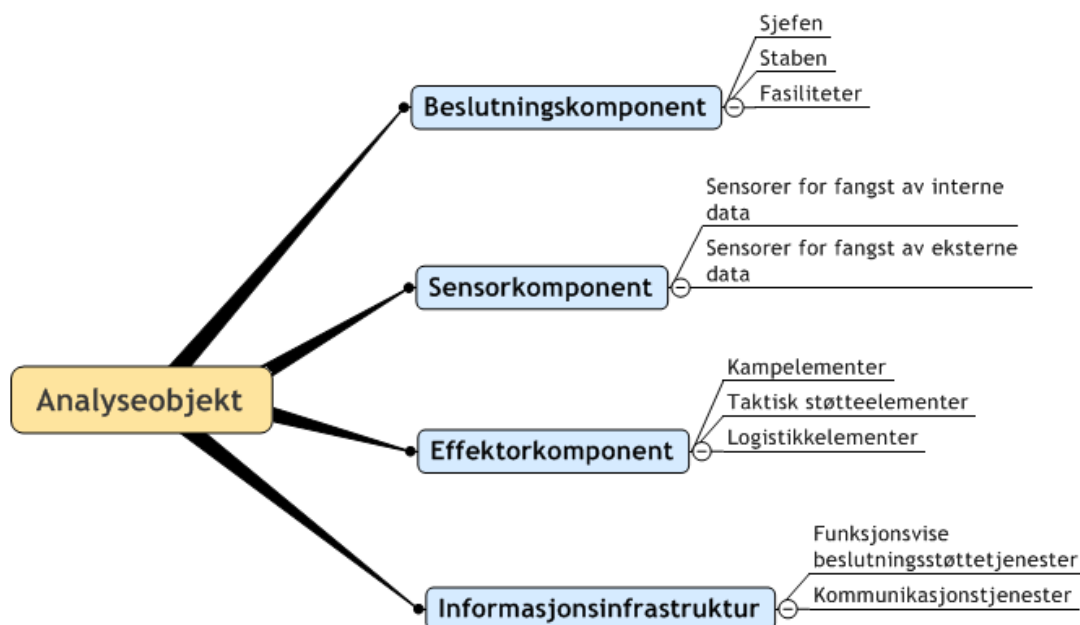 Sjefen
Staben
Beslutningskomponent
Fasiliteter
Sensorer for fangst av interne
data
Sensorer for fangst av eksterne
data
Sensorkomponent
Kampelementer
Analyseobjekt
Taktisk støtteelementer
Effektorkomponent
Logistikkelementer
Funksjonsvise
beslutningsstøttetjenester
Informasjonsinfrastruktur
Kommunikasjonstjenester